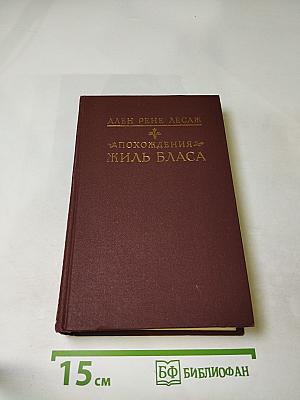 АЛЕН РЕНЕ ЛЕСАЖ
ПОХОЖДЕНИЯ
ЖИЛЬ БЛАСА
15 см
БФ БИБЛИОФАН